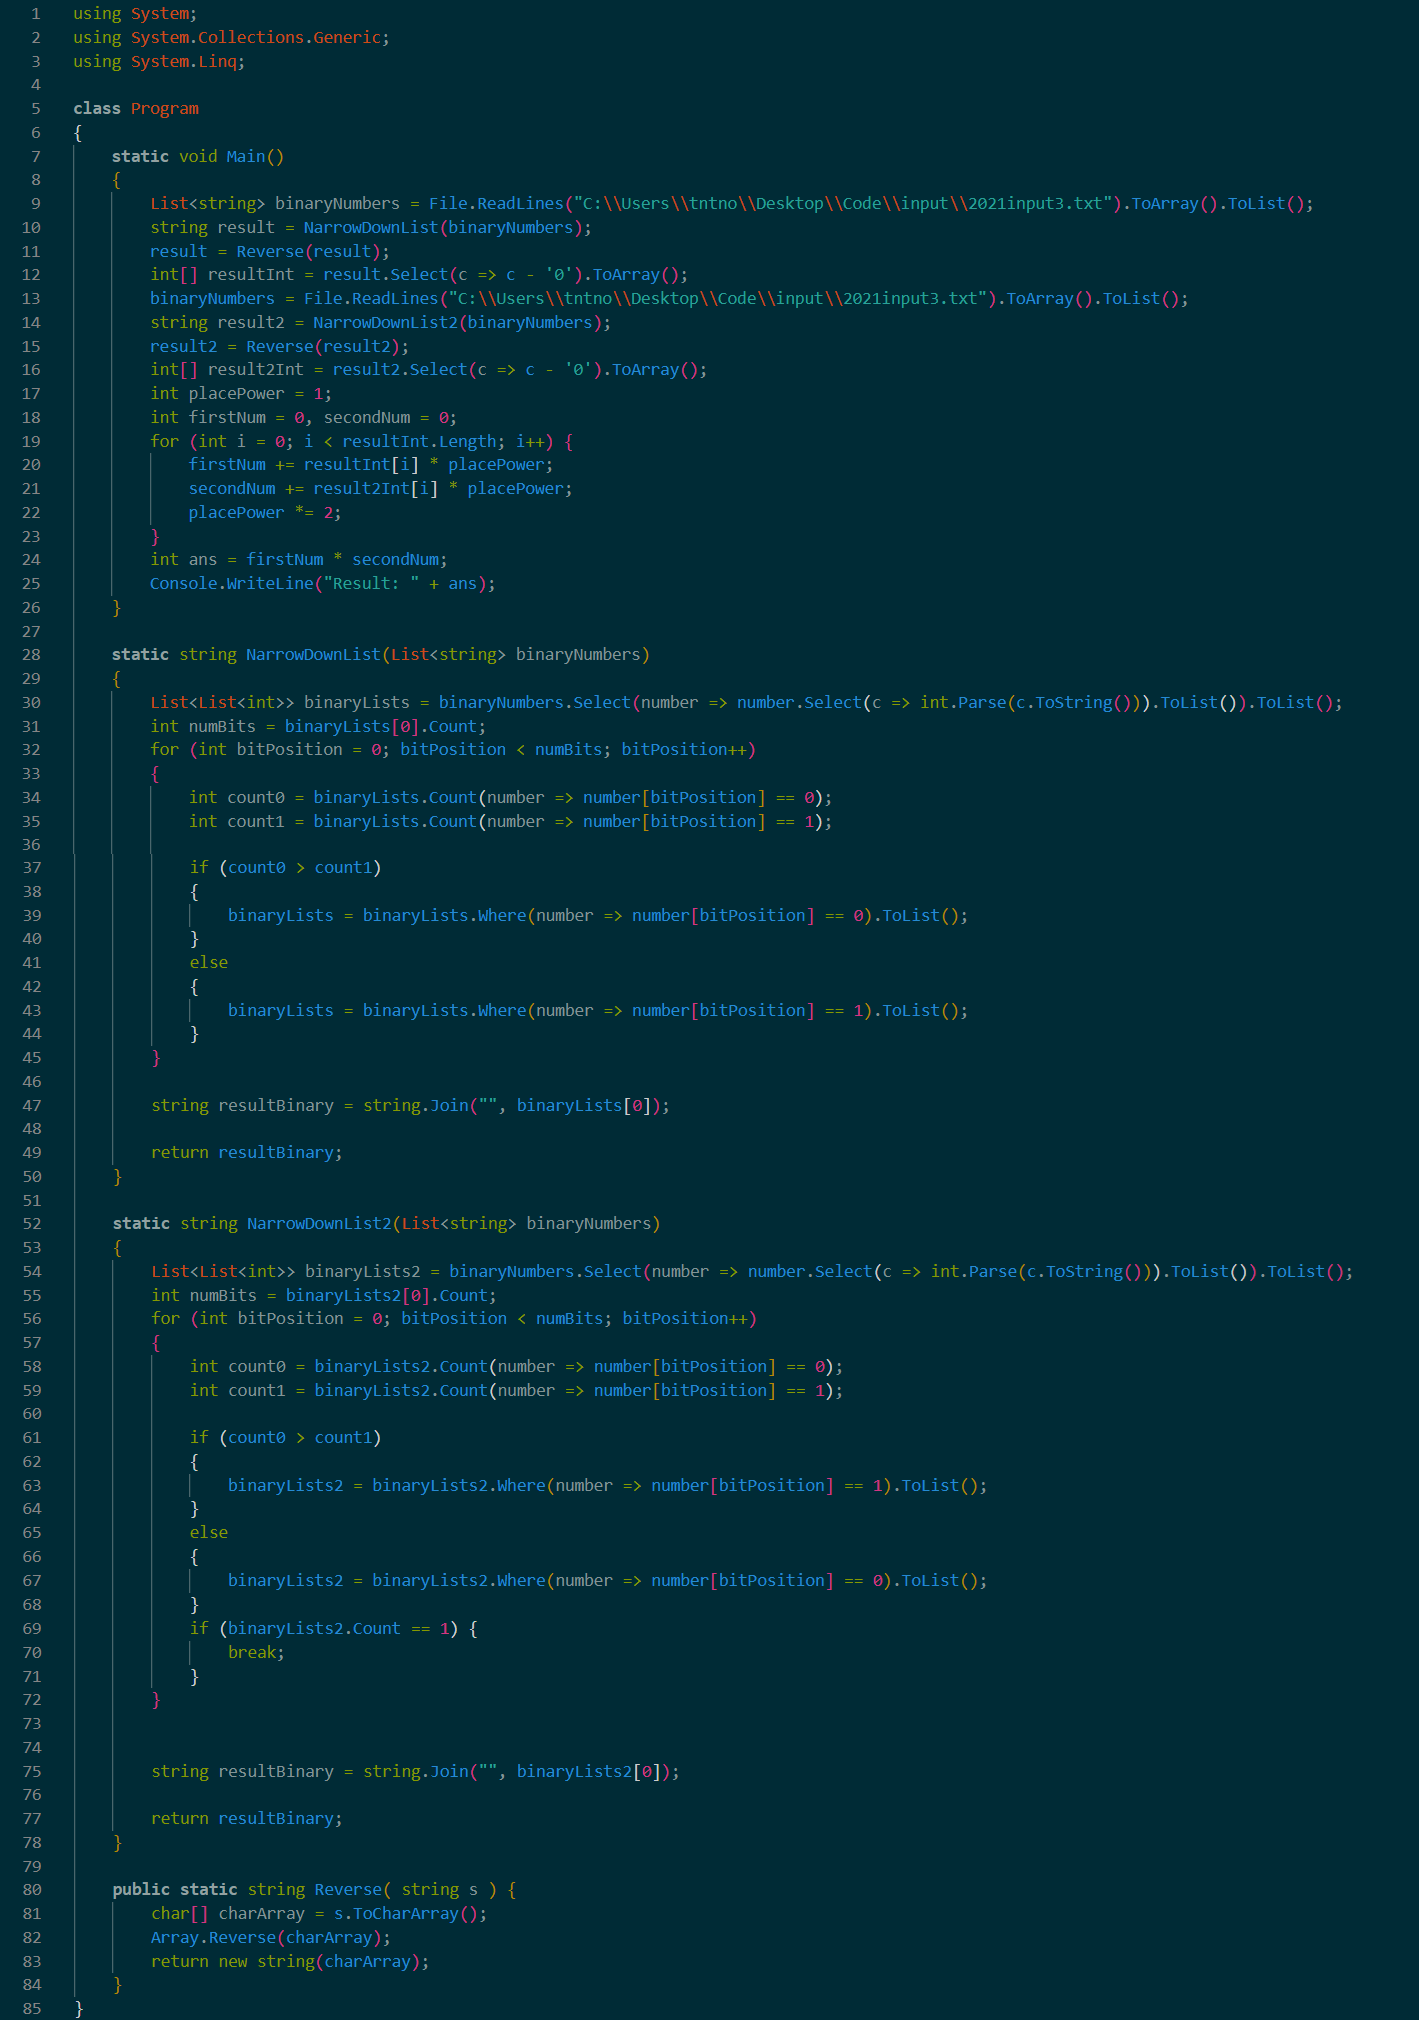 1 using System;
2 using System.Collections.Generic;
3 using System.Linq;
4
5 class Program
6 {
7     static void Main()
8     {
9         List<string> binaryNumbers = File.ReadLines("C:\\Users\\tntno\\Desktop\\Code\\input\\2021input3.txt").ToArray().ToList();
10         string result = NarrowDownList(binaryNumbers);
11         result = Reverse(result);
12         int[] resultInt = result.Select(c => c - '0').ToArray();
13         binaryNumbers = File.ReadLines("C:\\Users\\tntno\\Desktop\\Code\\input\\2021input3.txt").ToArray().ToList();
14         string result2 = NarrowDownList2(binaryNumbers);
15         result2 = Reverse(result2);
16         int[] result2Int = result2.Select(c => c - '0').ToArray();
17         int placePower = 1;
18         int firstNum = 0, secondNum = 0;
19         for (int i = 0; i < resultInt.Length; i++) {
20             firstNum += resultInt[i] * placePower;
21             secondNum += result2Int[i] * placePower;
22             placePower *= 2;
23         }
24         int ans = firstNum * secondNum;
25         Console.WriteLine("Result: " + ans);
26     }
27
28     static string NarrowDownList(List<string> binaryNumbers)
29     {
30         List<List<int>> binaryLists = binaryNumbers.Select(number => number.Select(c => int.Parse(c.ToString())).ToList()).ToList();
31         int numBits = binaryLists[0].Count;
32         for (int bitPosition = 0; bitPosition < numBits; bitPosition++)
33         {
34             int count0 = binaryLists.Count(number => number[bitPosition] == 0);
35             int count1 = binaryLists.Count(number => number[bitPosition] == 1);
36
37             if (count0 > count1)
38             {
39                 binaryLists = binaryLists.Where(number => number[bitPosition] == 0).ToList();
40             }
41             else
42             {
43                 binaryLists = binaryLists.Where(number => number[bitPosition] == 1).ToList();
44             }
45         }
46
47         string resultBinary = string.Join("", binaryLists[0]);
48
49         return resultBinary;
50     }
51
52     static string NarrowDownList2(List<string> binaryNumbers)
53     {
54         List<List<int>> binaryLists2 = binaryNumbers.Select(number => number.Select(c => int.Parse(c.ToString())).ToList()).ToList();
55         int numBits = binaryLists2[0].Count;
56         for (int bitPosition = 0; bitPosition < numBits; bitPosition++)
57         {
58             int count0 = binaryLists2.Count(number => number[bitPosition] == 0);
59             int count1 = binaryLists2.Count(number => number[bitPosition] == 1);
60
61             if (count0 > count1)
62             {
63                 binaryLists2 = binaryLists2.Where(number => number[bitPosition] == 1).ToList();
64             }
65             else
66             {
67                 binaryLists2 = binaryLists2.Where(number => number[bitPosition] == 0).ToList();
68             }
69             if (binaryLists2.Count == 1) {
70                 break;
71             }
72         }
73
74
75         string resultBinary = string.Join("", binaryLists2[0]);
76
77         return resultBinary;
78     }
79
80     public static string Reverse( string s ) {
81         char[] charArray = s.ToCharArray();
82         Array.Reverse(charArray);
83         return new string(charArray);
84     }
85 }